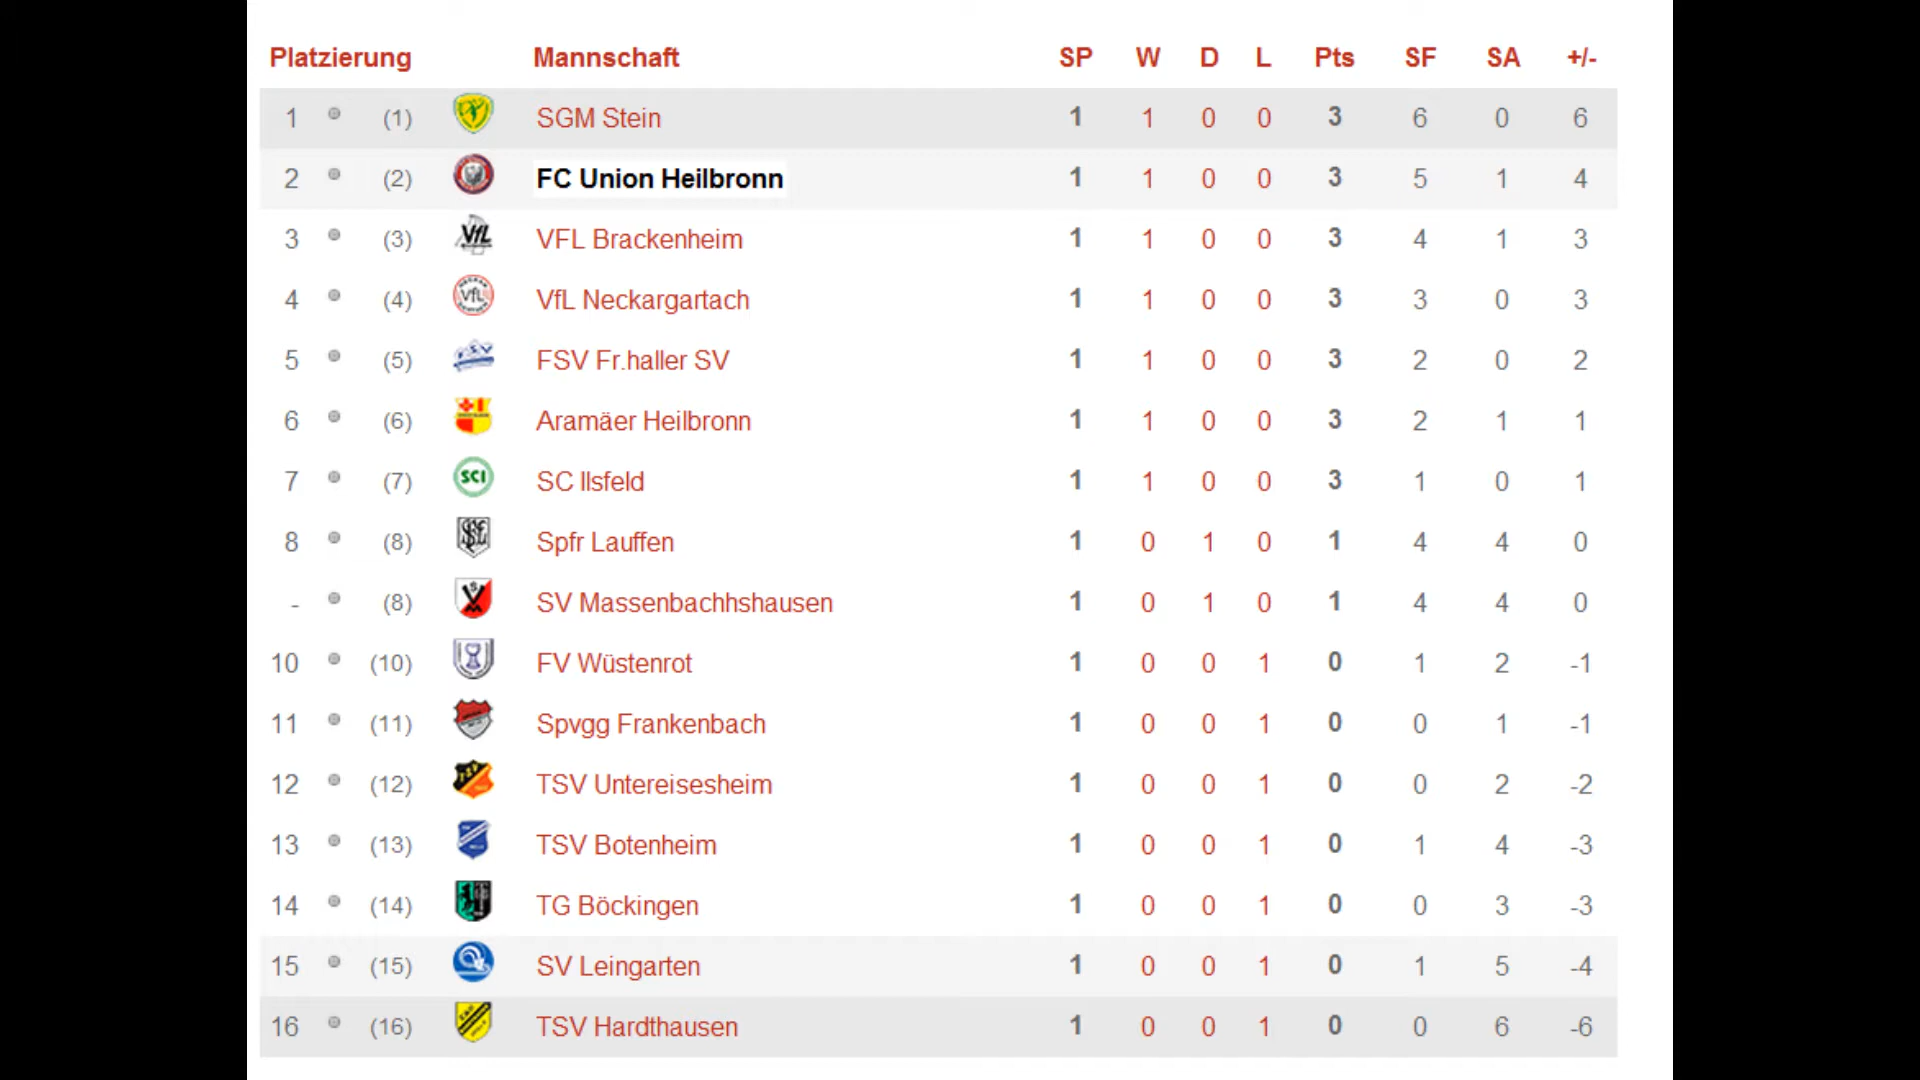 Platzierung Mannschaft SP W D L Pts SF SA +/-
1 (1) SGM Stein 1 1 0 0 3 6 0 6
2 (2) FC Union Heilbronn 1 1 0 0 3 5 1 4
3 (3) VfL VFL Brackenheim 1 1 0 0 3 4 1 3
4 (4) VfL VfL Neckargartach 1 1 0 0 3 3 0 3
5 (5) FSV FSV Fr.haller SV 1 1 0 0 3 2 0 2
6 (6) Aramäer Heilbronn 1 1 0 0 3 2 1 1
7 (7) SCI SC Ilsfeld 1 1 0 0 3 1 0 1
8 (8) Spfr Lauffen 1 0 1 0 1 4 4 0
- (8) SV Massenbachhshausen 1 0 1 0 1 4 4 0
10 (10) FV Wüstenrot 1 0 0 1 0 1 2 -1
11 (11) Spvgg Frankenbach 1 0 0 1 0 0 1 -1
12 (12) TSV TSV Untereisesheim 1 0 0 1 0 0 2 -2
13 (13) TSV Botenheim 1 0 0 1 0 1 4 -3
14 (14) TG Böckingen 1 0 0 1 0 0 3 -3
15 (15) SV Leingarten 1 0 0 1 0 1 5 -4
16 (16) TSV Hardthausen 1 0 0 1 0 0 6 -6